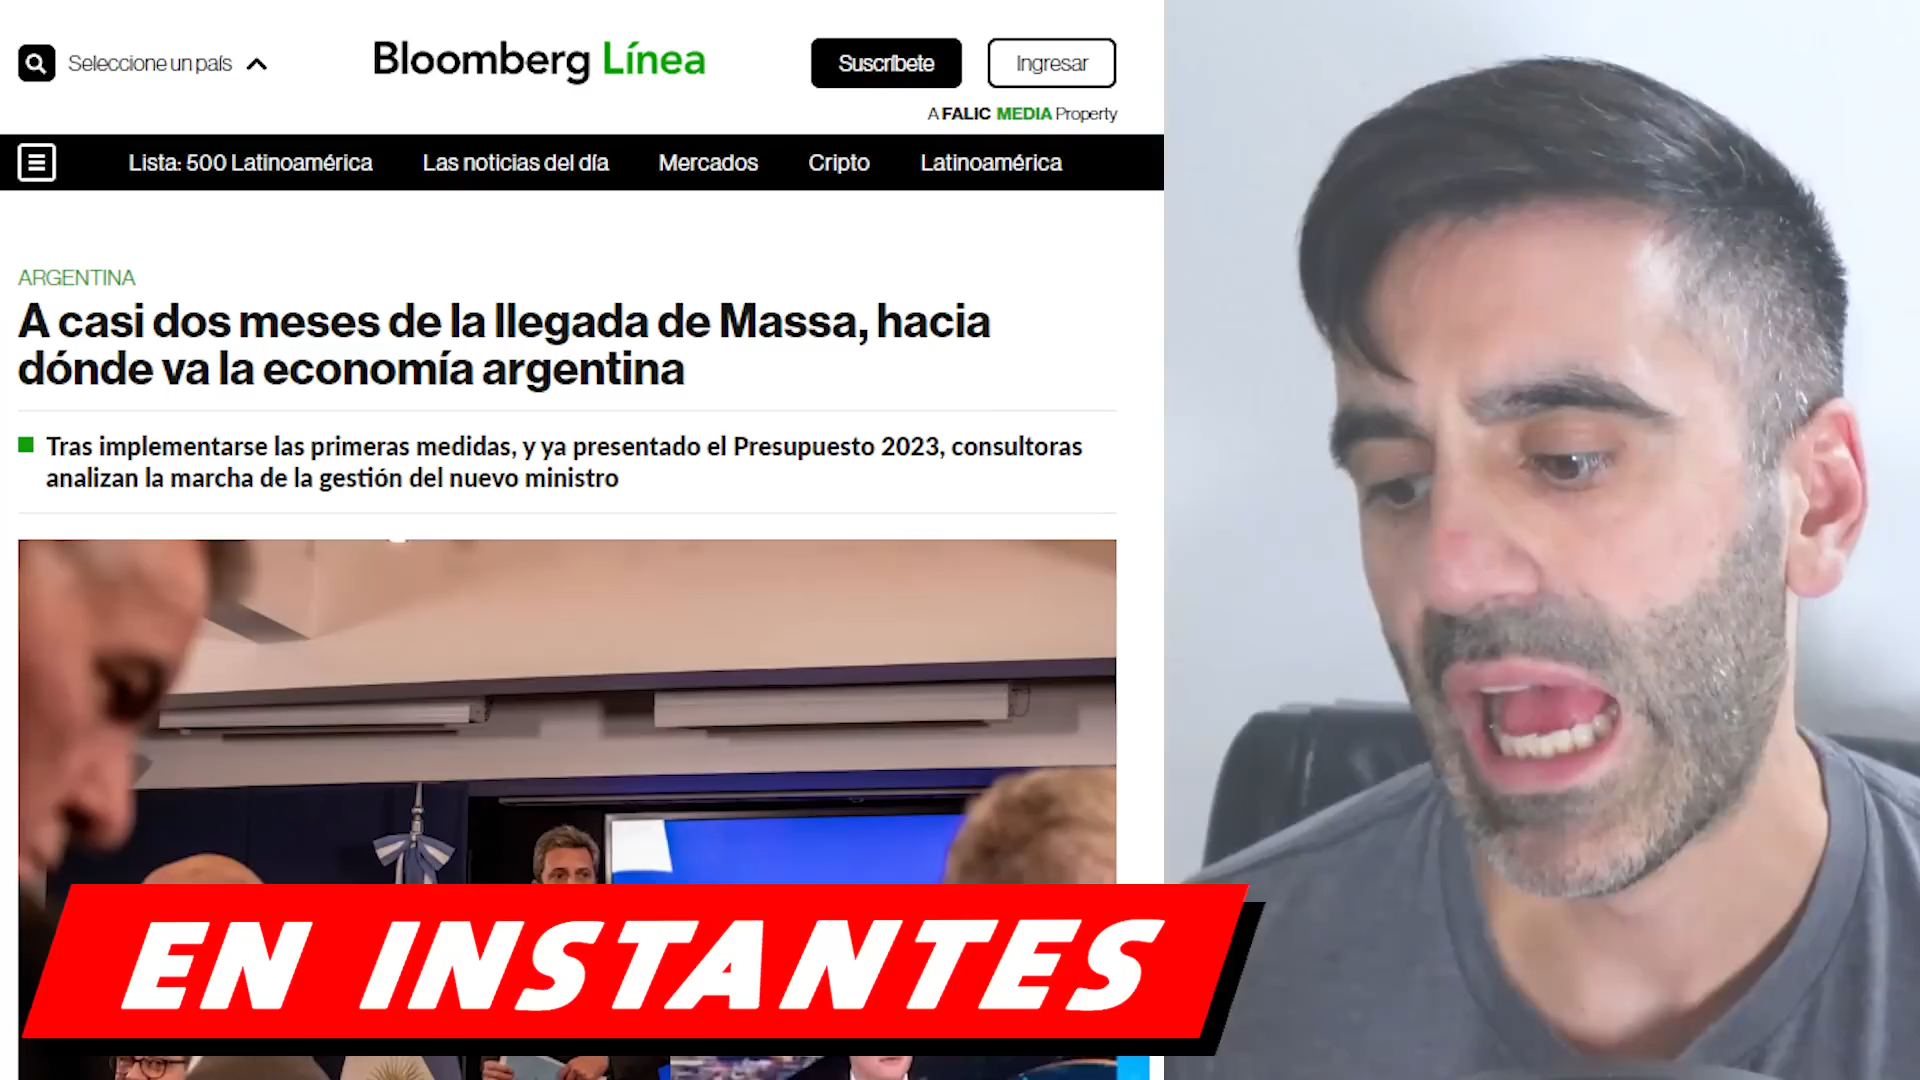 Seleccione un país
Bloomberg Línea
Suscríbete
Ingresar
A FALIC MEDIA Property
Lista: 500 Latinoamérica
Las noticias del día
Mercados
Cripto
Latinoamérica
ARGENTINA
A casi dos meses de la llegada de Massa, hacia
dónde va la economía argentina
Tras implementarse las primeras medidas, y ya presentado el Presupuesto 2023, consultoras
analizan la marcha de la gestión del nuevo ministro
EN INSTANTES